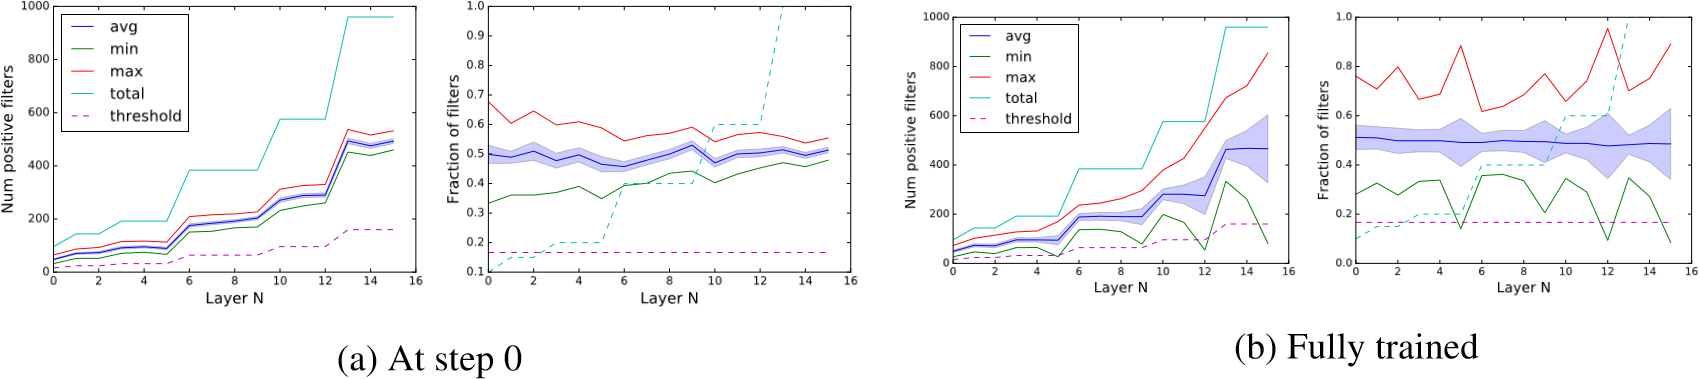 1000
800
600
400
200
0
Num positive filters
avg
min
max
total
threshold
0 2 4 6 8 10 12 14 16
Layer N
1.0
0.9
0.8
0.7
0.6
0.5
0.4
0.3
0.2
0.1
Fraction of filters
0 2 4 6 8 10 12 14 16
Layer N
(a) At step 0
1000
800
600
400
200
0
Num positive filters
avg
min
max
total
threshold
0 2 4 6 8 10 12 14 16
Layer N
1.0
0.8
0.6
0.4
0.2
0.0
Fraction of filters
0 2 4 6 8 10 12 14 16
Layer N
(b) Fully trained